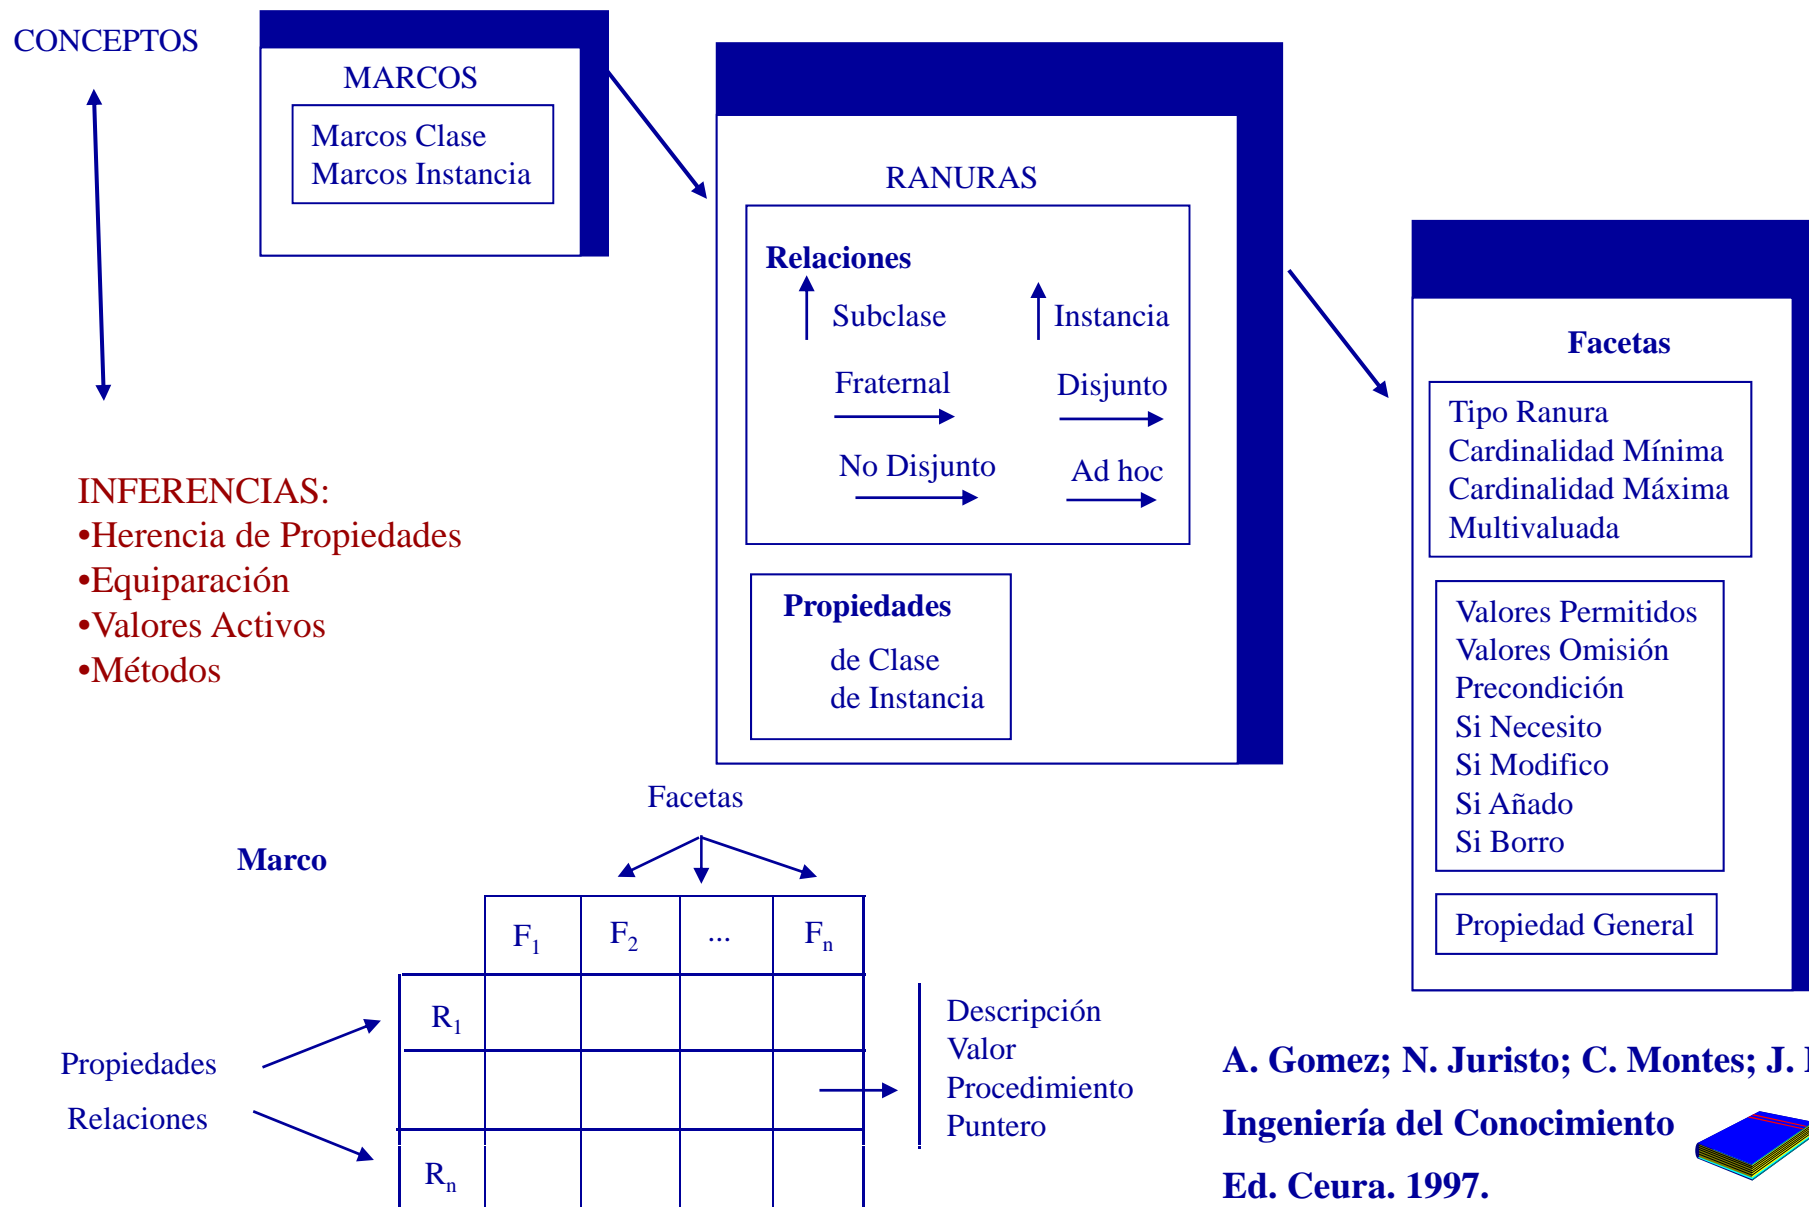 CONCEPTOS
MARCOS
Marcos Clase
Marcos Instancia
RANURAS
Relaciones
Subclase
Instancia
Fraternal
Disjunto
No Disjunto
Ad hoc
Propiedades
de Clase
de Instancia
Facetas
Tipo Ranura
Cardinalidad Mínima
Cardinalidad Máxima
Multivaluada
Valores Permitidos
Valores Omisión
Precondición
Si Necesito
Si Modifico
Si Añado
Si Borro
Propiedad General
INFERENCIAS:
•Herencia de Propiedades
•Equiparación
•Valores Activos
•Métodos
Facetas
Marco
F1 F2 ... Fn
R1
Rn
Propiedades
Relaciones
Descripción
Valor
Procedimiento
Puntero
A. Gomez; N. Juristo; C. Montes; J.
Ingeniería del Conocimiento
Ed. Ceura. 1997.